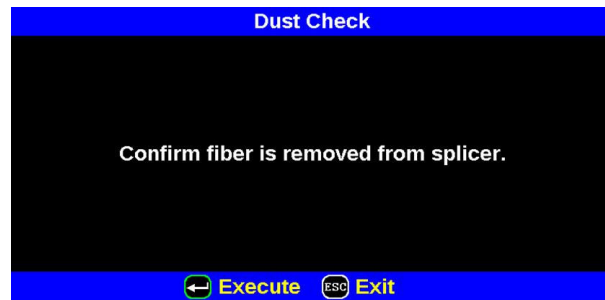 Dust Check
Confirm fiber is removed from splicer.
Execute ESC Exit